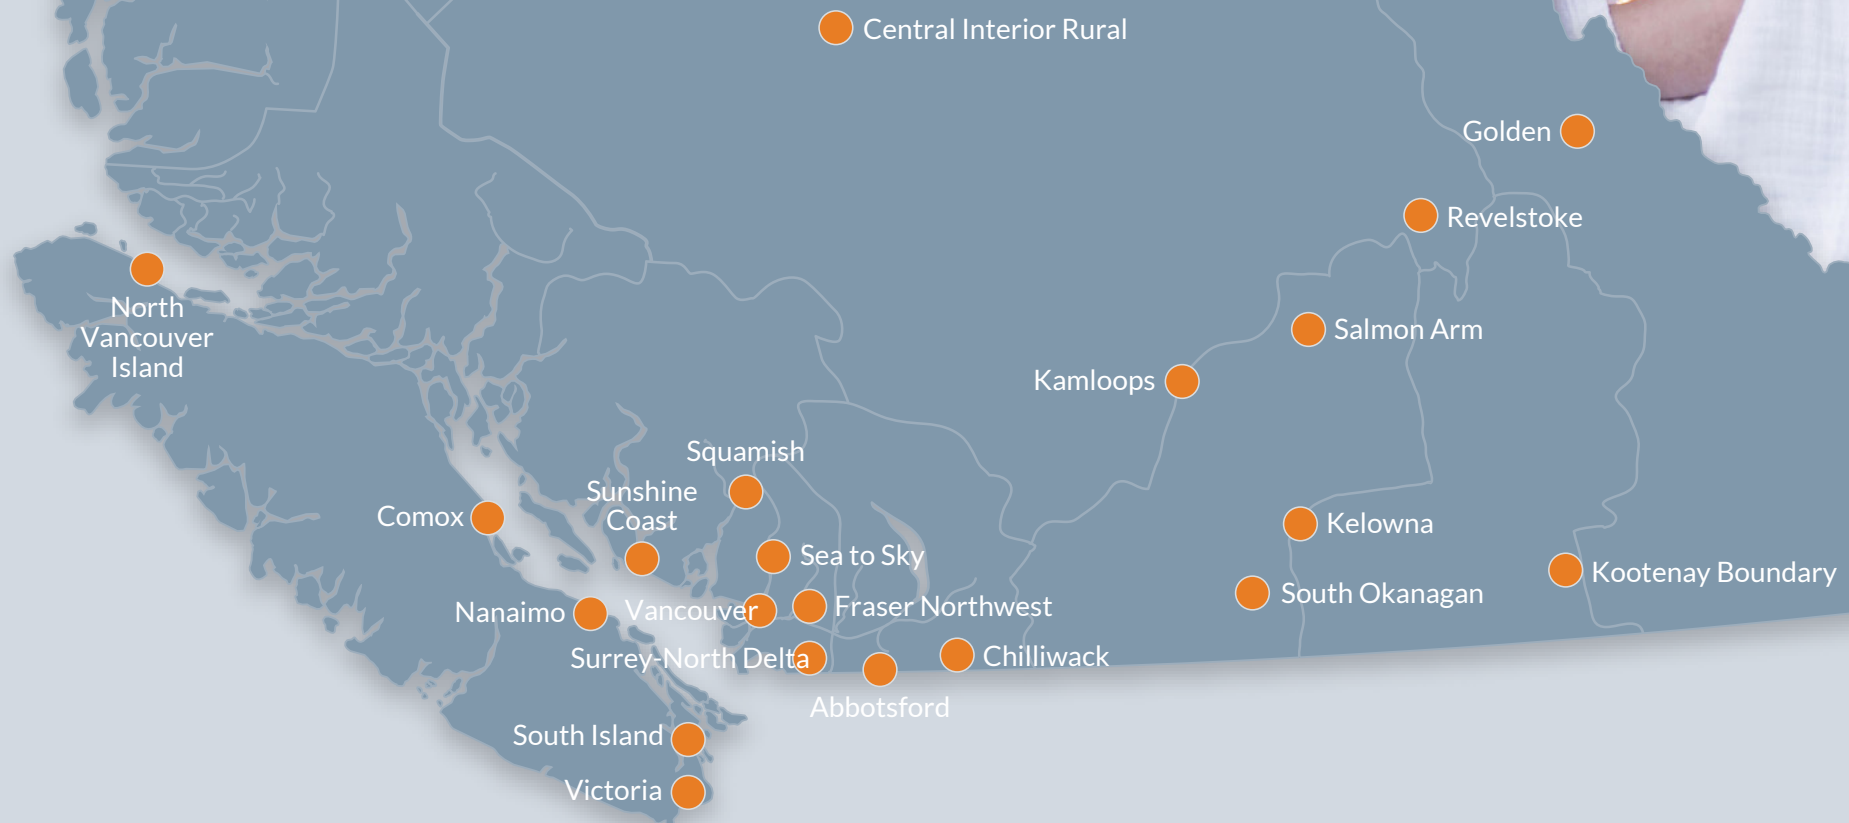 Central Interior Rural
Golden
Revelstoke
North
Vancouver
Island
Salmon Arm
Kamloops
Squamish
Sunshine
Coast
Comox
Kelowna
Sea to Sky
Kootenay Boundary
South Okanagan
Nanaimo
Vancouver
Fraser Northwest
Surrey-North Delta
Chilliwack
Abbotsford
South Island
Victoria